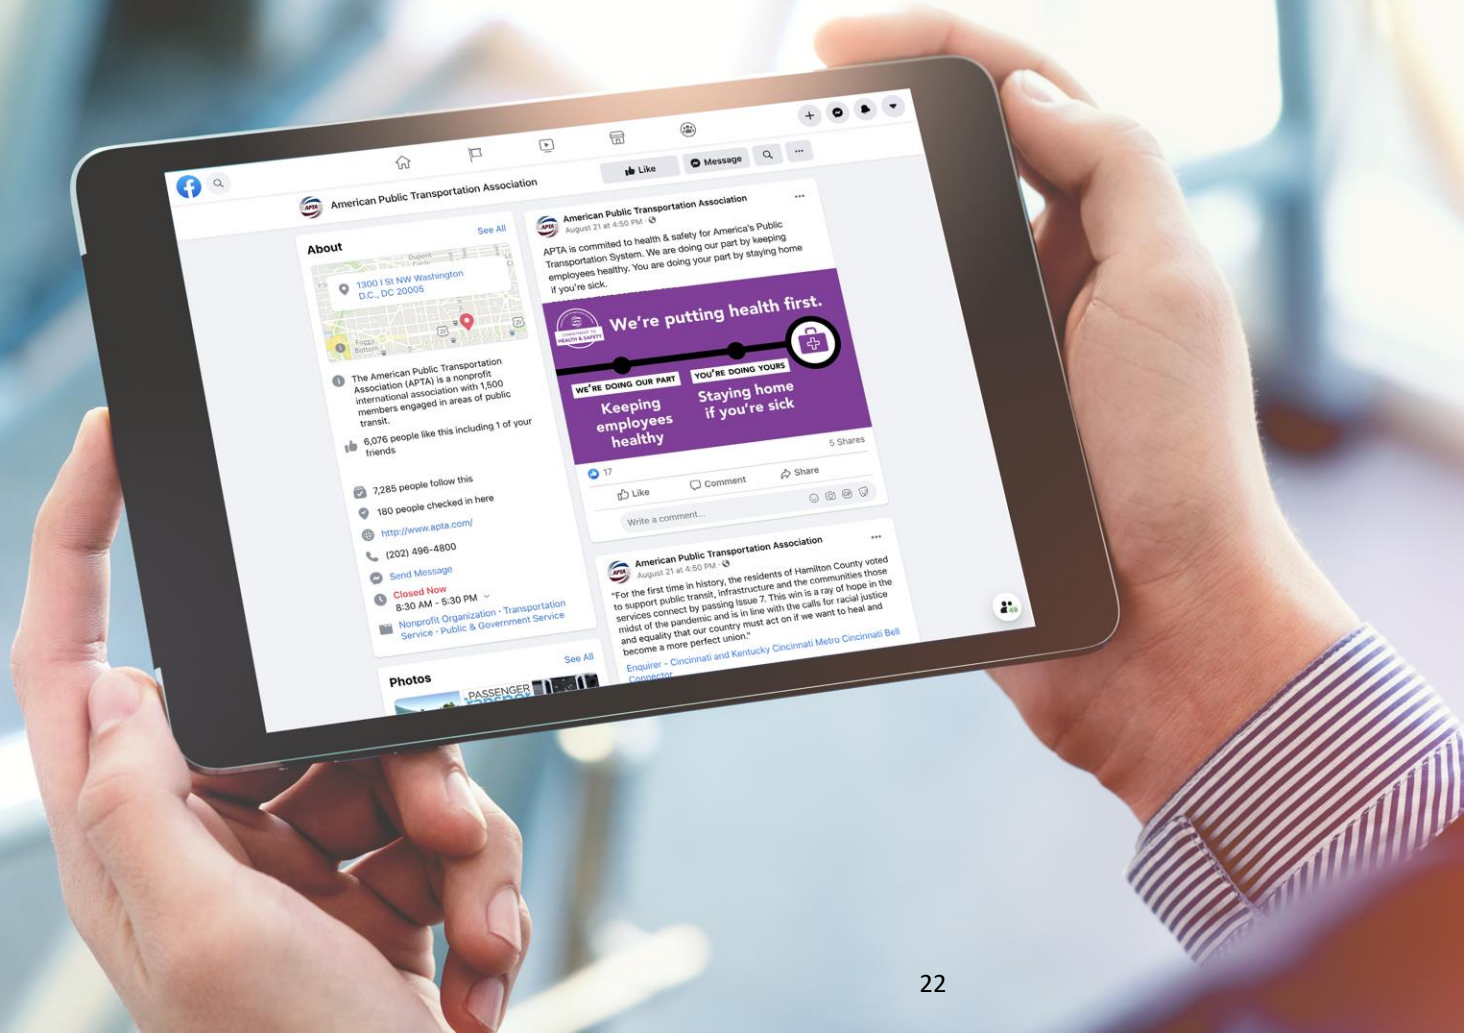 American Public Transportation Association
Like
Message
About
See All
1300 I St NW Washington
D.C., DC 20005
Dupont
Foggy
Bottom
The American Public Transportation
Association (APTA) is a nonprofit
international association with 1,500
members engaged in areas of public
transit.
6,076 people like this including 1 of your
friends
7,285 people follow this
180 people checked in here
http://www.apta.com/
(202) 496-4800
Send Message
Closed Now
8:30 AM - 5:30 PM
Nonprofit Organization · Transportation
Service · Public & Government Service
Photos
See All
PASSENGER
APTA
American Public Transportation Association
August 21 at 4:50 PM ·
APTA is commited to health & safety for America's Public
Transportation System. We are doing our part by keeping
employees healthy. You are doing your part by staying home
if you're sick.
HEALTH & SAFETY
We're putting health first.
WE'RE DOING OUR PART
YOU'RE DOING YOURS
Keeping
employees
healthy
Staying home
if you're sick
17
5 Shares
Like
Comment
Share
Write a comment...
GIF
APTA
American Public Transportation Association
August 21 at 4:50 PM ·
"For the first time in history, the residents of Hamilton County voted
to support public transit, infrastructure and the communities those
services connect by passing Issue 7. This win is a ray of hope in the
midst of the pandemic and is in line with the calls for racial justice
and equality that our country must act on if we want to heal and
become a more perfect union."
Enquirer - Cincinnati and Kentucky Cincinnati Metro Cincinnati Bell
Connector
49
22